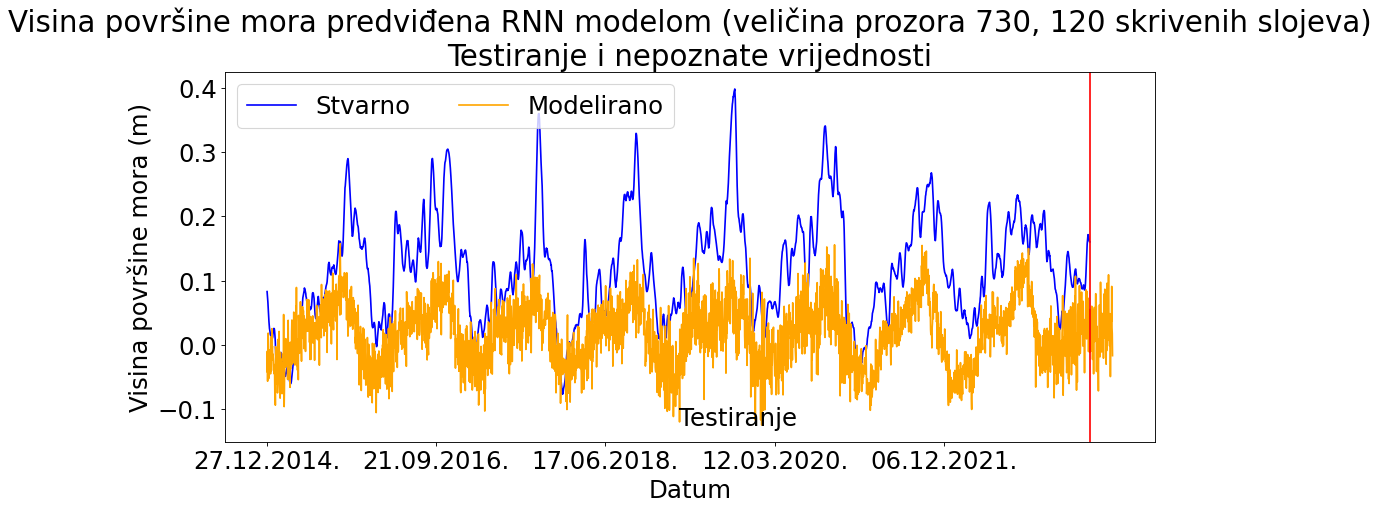 Visina površine mora predviđena RNN modelom (veličina prozora 730, 120 skrivenih slojeva)
Testiranje i nepoznate vrijednosti
Stvarno Modelirano
Visina površine mora (m)
0.4
0.3
0.2
0.1
0.0
−0.1
Testiranje
27.12.2014. 21.09.2016. 17.06.2018. 12.03.2020. 06.12.2021.
Datum